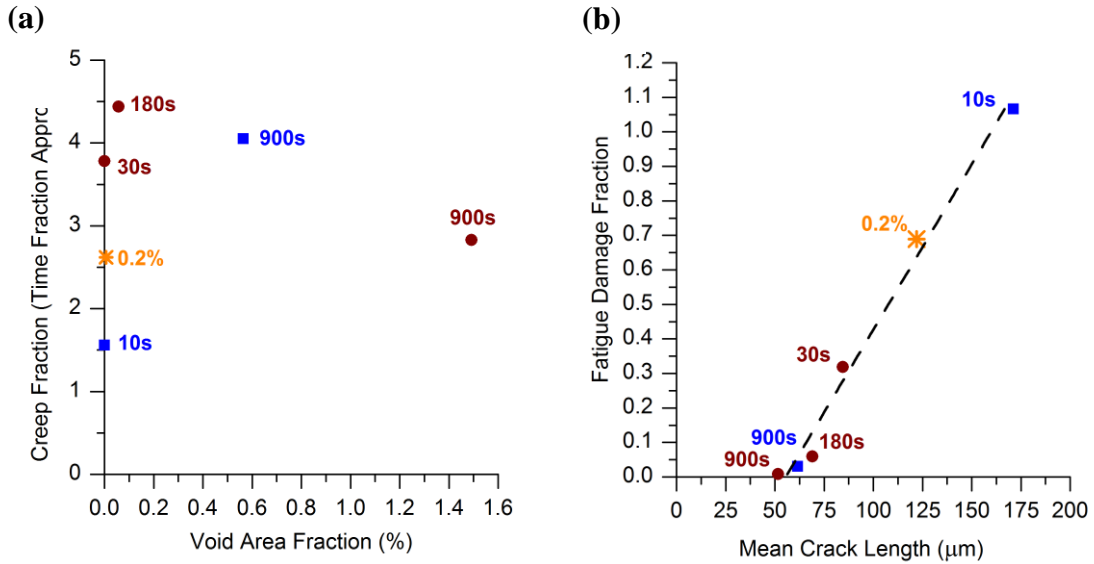 (a)
Creep Fraction (Time Fraction
5
4
3
2
1
0
180s
30s
900s
900s
0.2%
10s
0.0 0.2 0.4 0.6 0.8 1.0 1.2 1.4 1.6
Void Area Fraction (%)
(b)
Fatigue Damage Fraction
1.2
1.1
1.0
0.9
0.8
0.7
0.6
0.5
0.4
0.3
0.2
0.1
0.0
10s
0.2%
30s
900s
180s
900s
0 25 50 75 100 125 150 175 200
Mean Crack Length (μm)